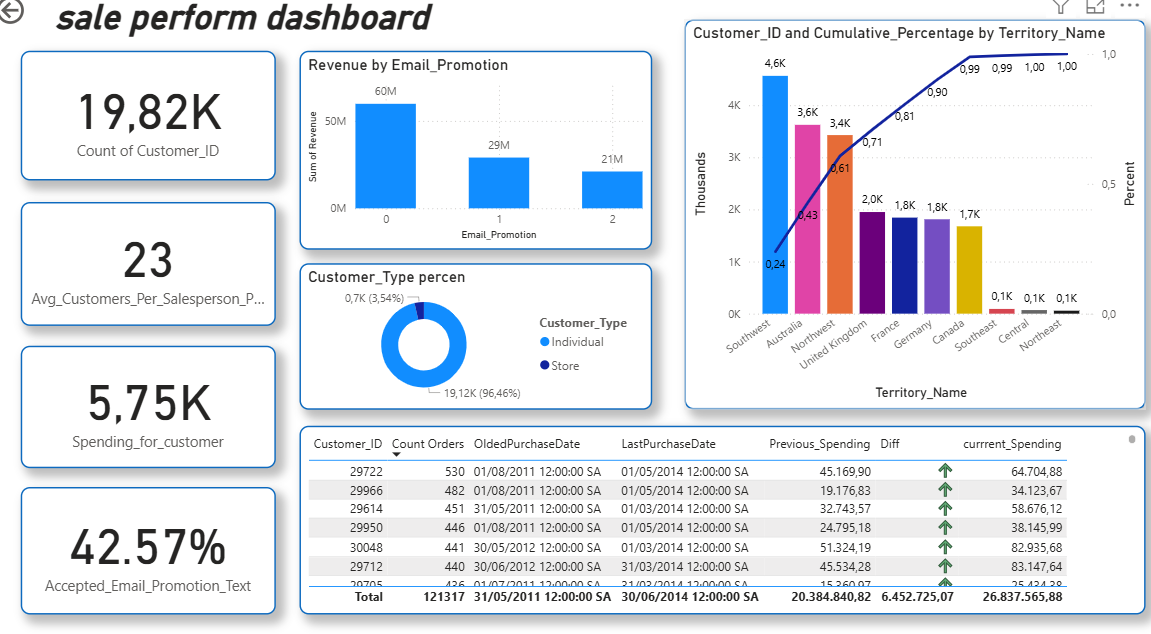 sale perform dashboard
19,82K
Count of Customer_ID
23
Avg_Customers_Per_Salesperson_P...
5,75K
Spending_for_customer
42.57%
Accepted_Email_Promotion_Text
Revenue by Email_Promotion
Sum of Revenue
50M
0M
60M
29M
21M
0
1
2
Email_Promotion
Customer_Type percen
0,7K (3,54%)
19,12K (96,46%)
Customer_Type
Individual
Store
Customer_ID and Cumulative_Percentage by Territory_Name
Thousands
4K
3K
2K
1K
0K
4,6K
3,6K
3,4K
2,0K
1,8K
1,8K
1,7K
0,1K
0,1K
0,1K
0,24
0,43
0,61
0,71
0,81
0,90
0,99
0,99
1,00
1,00
1,0
0,5
0,0
Percent
Southwest
Australia
Northwest
United Kingdom
France
Germany
Canada
Southeast
Central
Northeast
Territory_Name
Customer_ID Count Orders OldedPurchaseDate LastPurchaseDate Previous_Spending Diff currrent_Spending
29722 530 01/08/2011 12:00:00 SA 01/05/2014 12:00:00 SA 45.169,90 64.704,88
29966 482 01/08/2011 12:00:00 SA 01/05/2014 12:00:00 SA 19.176,83 34.123,67
29614 451 31/05/2011 12:00:00 SA 01/03/2014 12:00:00 SA 32.743,57 58.676,12
29950 446 01/08/2011 12:00:00 SA 01/05/2014 12:00:00 SA 24.795,18 38.145,99
30048 441 30/05/2012 12:00:00 SA 01/03/2014 12:00:00 SA 51.324,19 82.935,68
29712 440 30/06/2012 12:00:00 SA 31/03/2014 12:00:00 SA 45.534,28 83.147,64
29705 436 01/07/2011 12:00:00 SA 31/03/2014 12:00:00 SA 15.360,97 25.434,38
Total 121317 31/05/2011 12:00:00 SA 30/06/2014 12:00:00 SA 20.384.840,82 6.452.725,07 26.837.565,88